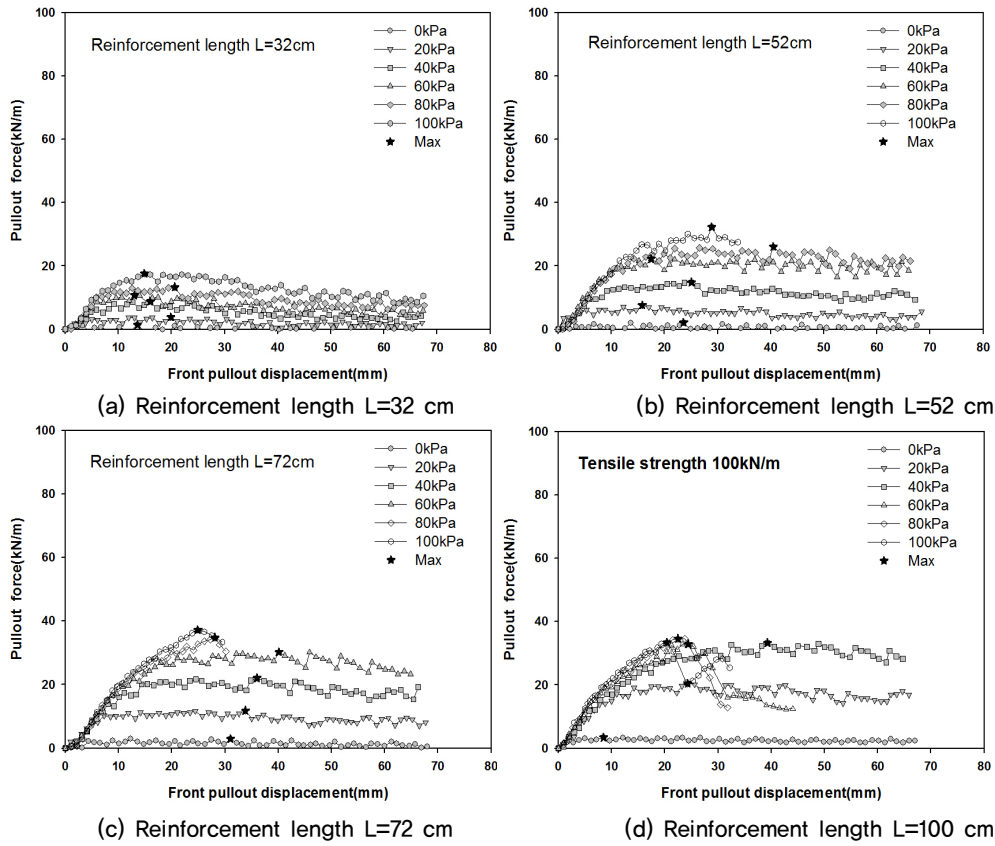 Reinforcement length L=32cm
0kPa
20kPa
40kPa
60kPa
80kPa
100kPa
Max
100
80
60
40
20
0
Pullout force(kN/m)
0 10 20 30 40 50 60 70 80
Front pullout displacement(mm)
(a) Reinforcement length L=32 cm
Reinforcement length L=52cm
0kPa
20kPa
40kPa
60kPa
80kPa
100kPa
Max
100
80
60
40
20
0
Pullout force(kN/m)
0 10 20 30 40 50 60 70 80
Front pullout displacement(mm)
(b) Reinforcement length L=52 cm
Reinforcement length L=72cm
0kPa
20kPa
40kPa
60kPa
80kPa
100kPa
Max
100
80
60
40
20
0
Pullout force(kN/m)
0 10 20 30 40 50 60 70 80
Front pullout displacement(mm)
(c) Reinforcement length L=72 cm
Tensile strength 100kN/m
0kPa
20kPa
40kPa
60kPa
80kPa
100kPa
Max
100
80
60
40
20
0
Pullout force(kN/m)
0 10 20 30 40 50 60 70 80
Front pullout displacement(mm)
(d) Reinforcement length L=100 cm